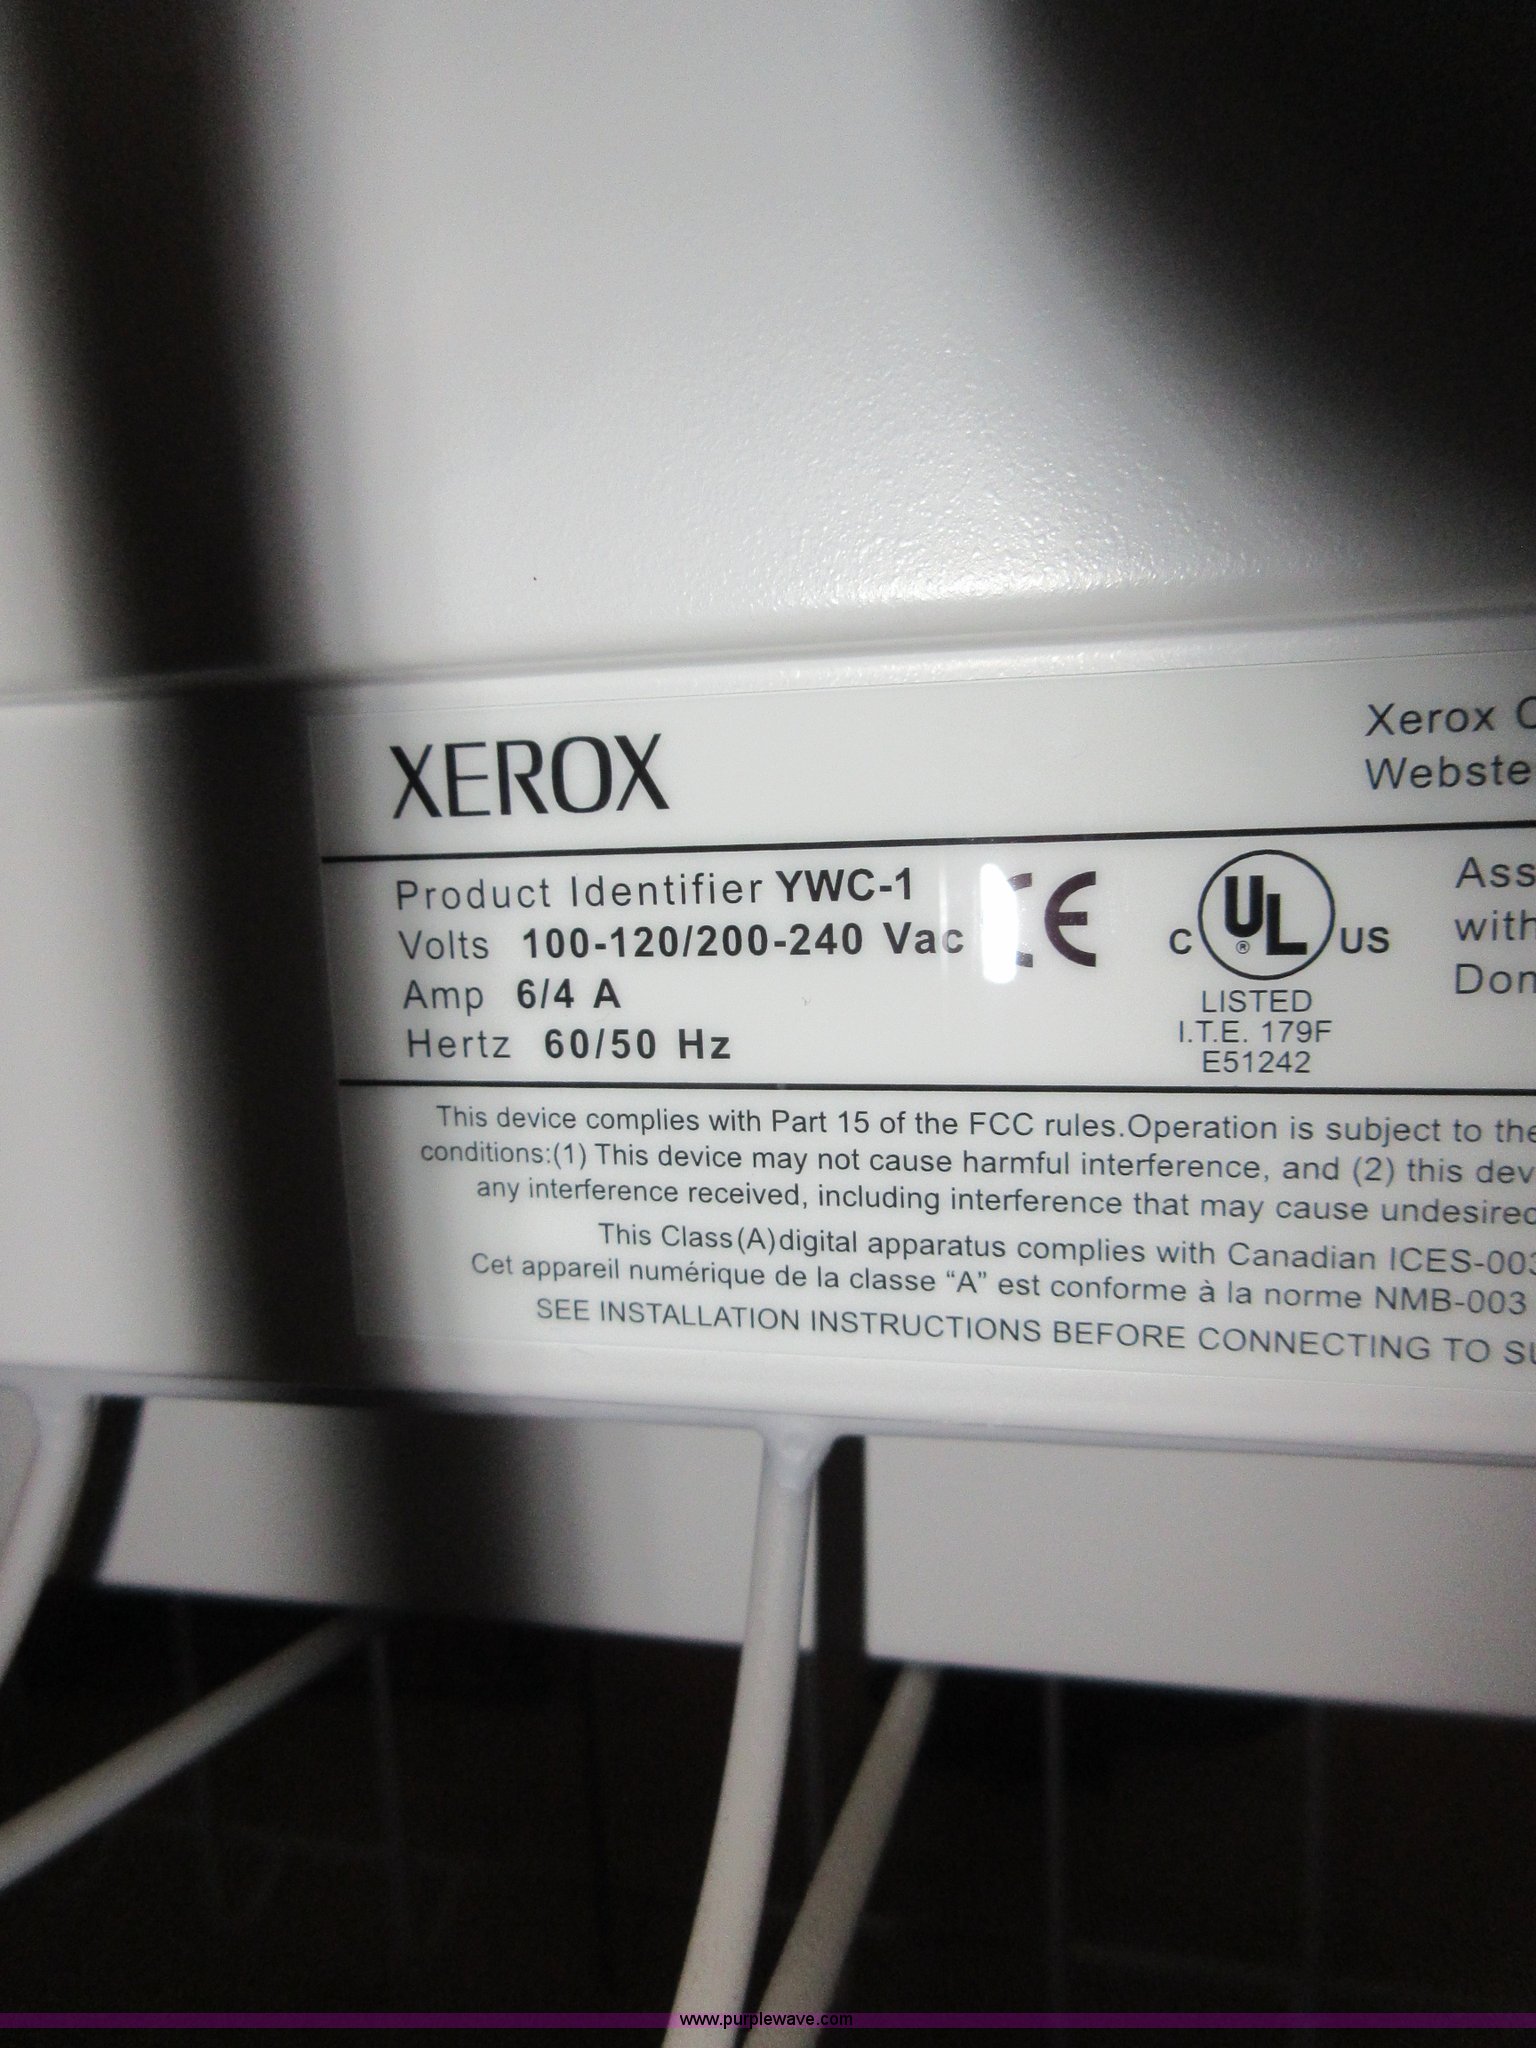 XEROX
Xerox
Product Identifier YWC-1
Volts 100-120/200-240 Vac
Amp 6/4 A
Hertz 60/50 Hz
CE
C UL ® US
LISTED
I.T.E. 179F
E51242
with
This device complies with Part 15 of the FCC rules.Operation is subject to the
conditions:(1) This device may not cause harmful interference, and (2) this
any interference received, including interference that may cause undesired
This Class(A)digital apparatus complies with Canadian ICES-003
Cet appareil numérique de la classe “A” est conforme à la norme NMB-003
SEE INSTALLATION INSTRUCTIONS BEFORE CONNECTING TO
www.purplewave.com